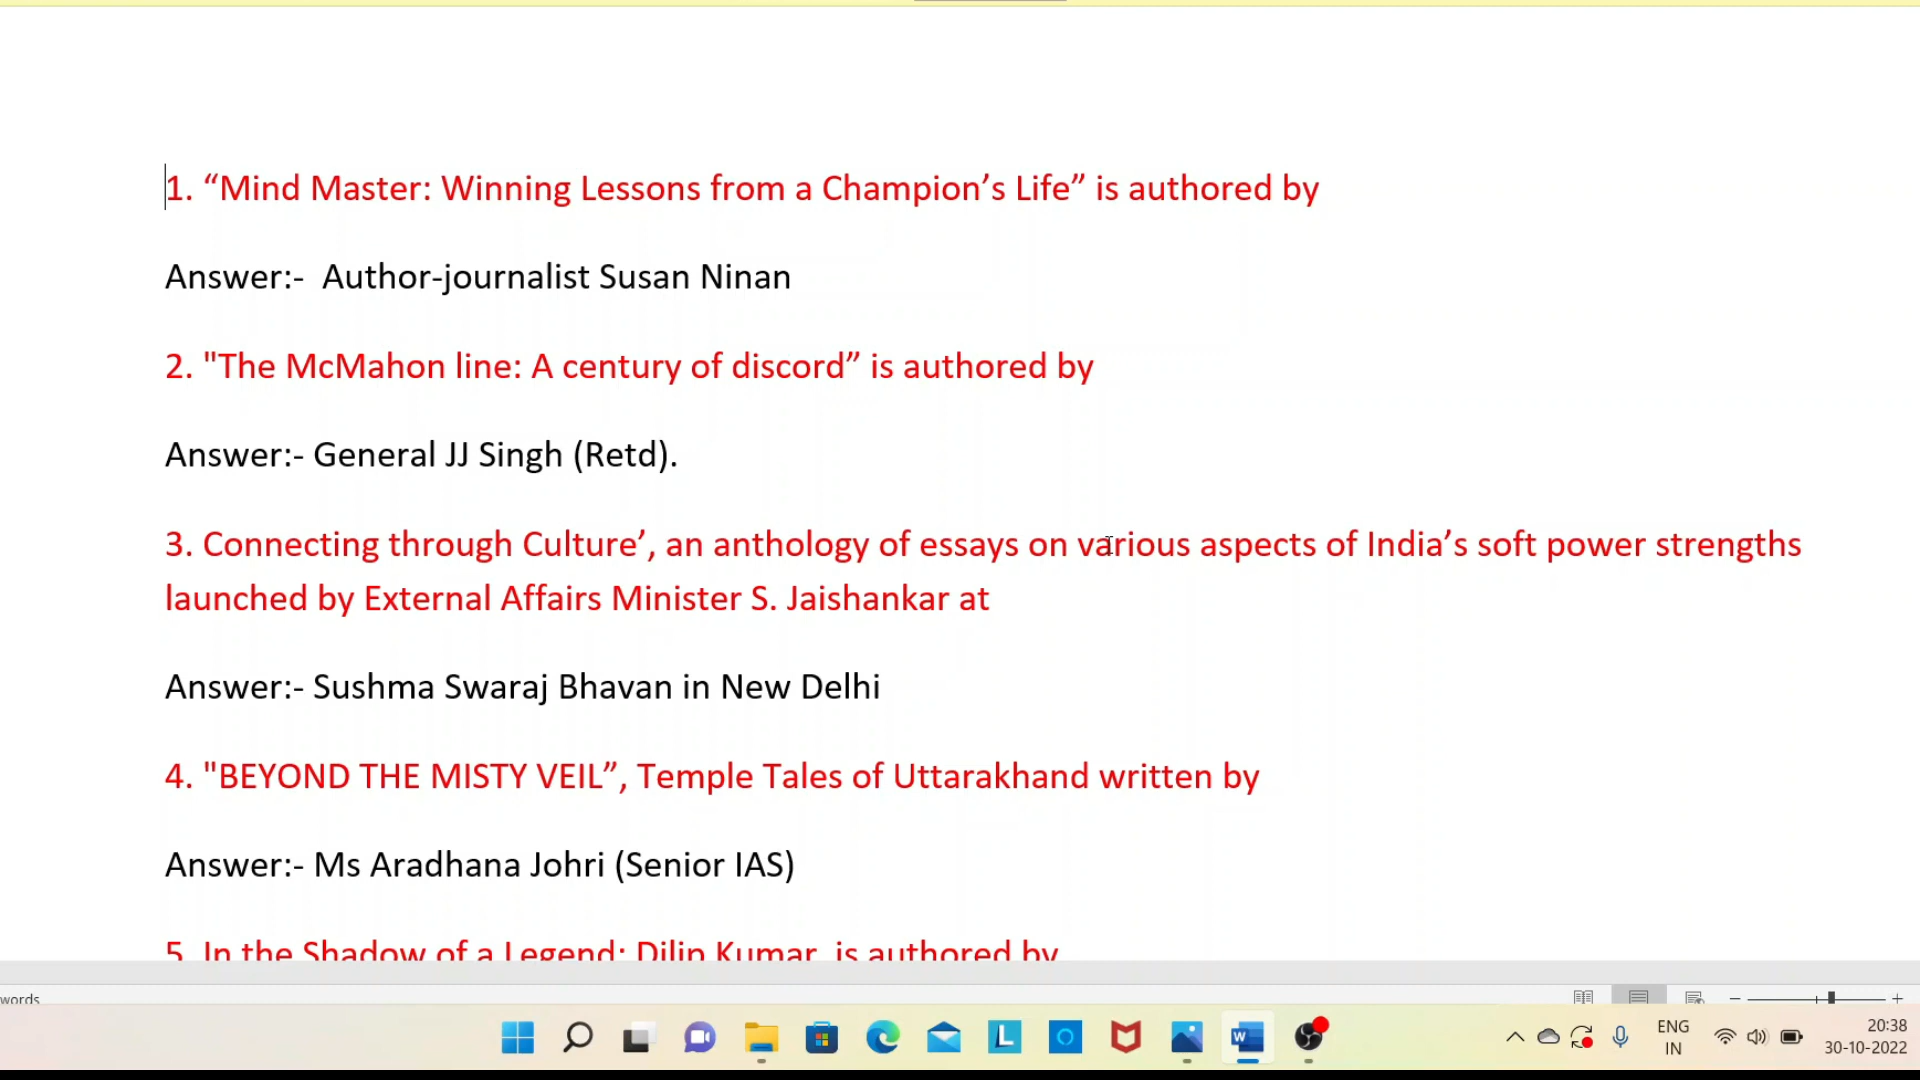 1. “Mind Master: Winning Lessons from a Champion’s Life” is authored by
Answer:-  Author-journalist Susan Ninan
2. "The McMahon line: A century of discord” is authored by
Answer:- General JJ Singh (Retd).
3. Connecting through Culture’, an anthology of essays on various aspects of India’s soft power strengths
launched by External Affairs Minister S. Jaishankar at
Answer:- Sushma Swaraj Bhavan in New Delhi
4. "BEYOND THE MISTY VEIL”, Temple Tales of Uttarakhand written by
Answer:- Ms Aradhana Johri (Senior IAS)
5. In the Shadow of a Legend: Dilip Kumar, is authored by
words
ENG
IN
20:38
30-10-2022